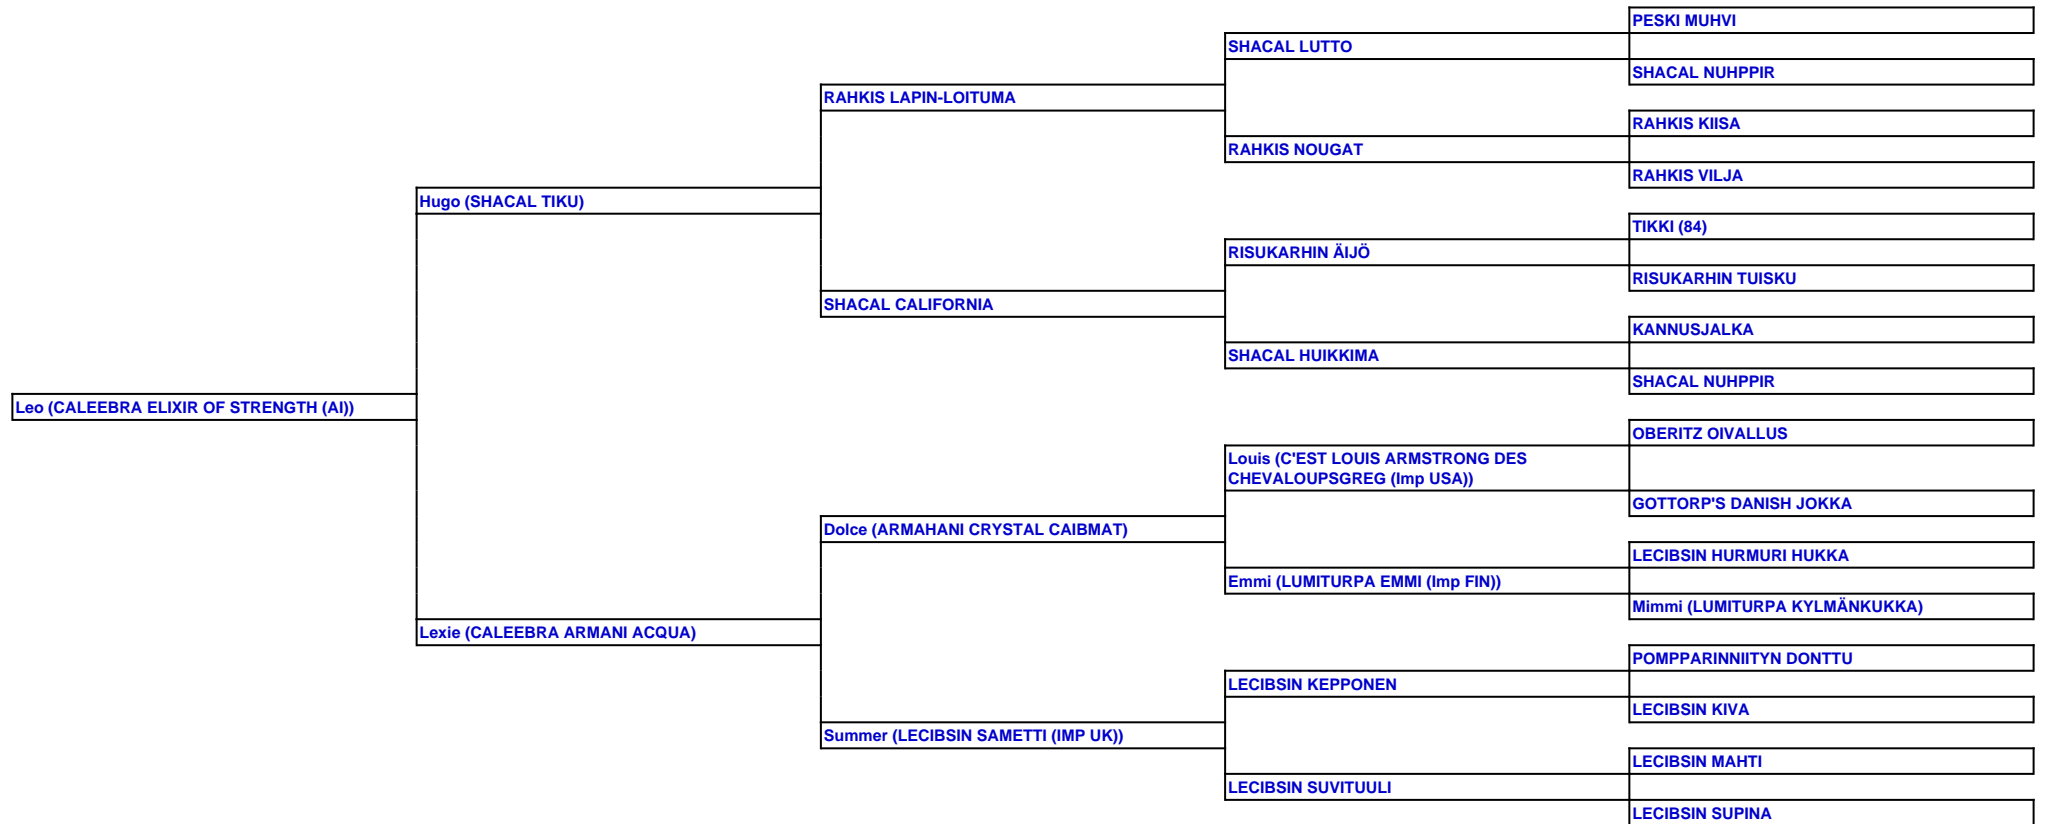 PESKI MUHVI
SHACAL LUTTO
SHACAL NUHPPIR
RAHKIS LAPIN-LOITUMA
RAHKIS KIISA
RAHKIS NOUGAT
RAHKIS VILJA
Hugo (SHACAL TIKU)
TIKKI (84)
RISUKARHIN ÄIJÖ
RISUKARHIN TUISKU
SHACAL CALIFORNIA
KANNUSJALKA
SHACAL HUIKKIMA
SHACAL NUHPPIR
Leo (CALEEBRA ELIXIR OF STRENGTH (AI))
OBERITZ OIVALLUS
Louis (C'EST LOUIS ARMSTRONG DES
CHEVALOUPSGREG (Imp USA))
GOTTORP'S DANISH JOKKA
Dolce (ARMAHANI CRYSTAL CAIBMAT)
LECIBSIN HURMURI HUKKA
Emmi (LUMITURPA EMMI (Imp FIN))
Mimmi (LUMITURPA KYLMÄNKUKKA)
Lexie (CALEEBRA ARMANI ACQUA)
POMPPARINNIITYN DONTTU
LECIBSIN KEPPONEN
LECIBSIN KIVA
Summer (LECIBSIN SAMETTI (IMP UK))
LECIBSIN MAHTI
LECIBSIN SUVITUULI
LECIBSIN SUPINA